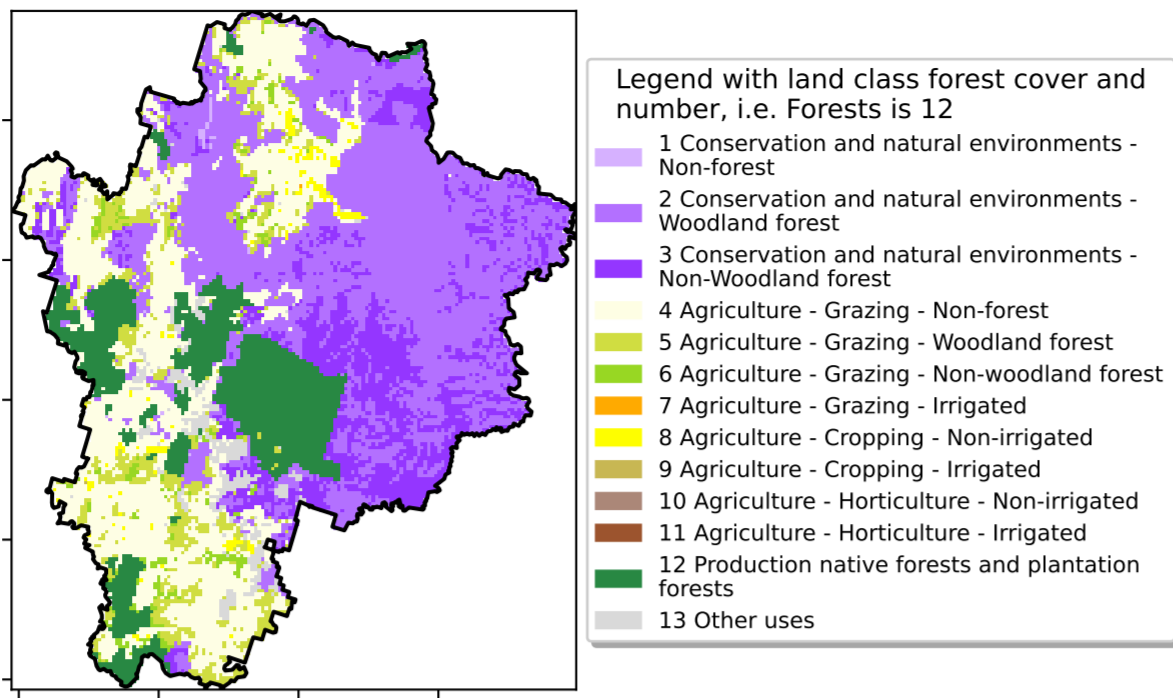 Legend with land class forest cover and
number, i.e. Forests is 12
1 Conservation and natural environments -
Non-forest
2 Conservation and natural environments -
Woodland forest
3 Conservation and natural environments -
Non-Woodland forest
4 Agriculture - Grazing - Non-forest
5 Agriculture - Grazing - Woodland forest
6 Agriculture - Grazing - Non-woodland forest
7 Agriculture - Grazing - Irrigated
8 Agriculture - Cropping - Non-irrigated
9 Agriculture - Cropping - Irrigated
10 Agriculture - Horticulture - Non-irrigated
11 Agriculture - Horticulture - Irrigated
12 Production native forests and plantation
forests
13 Other uses